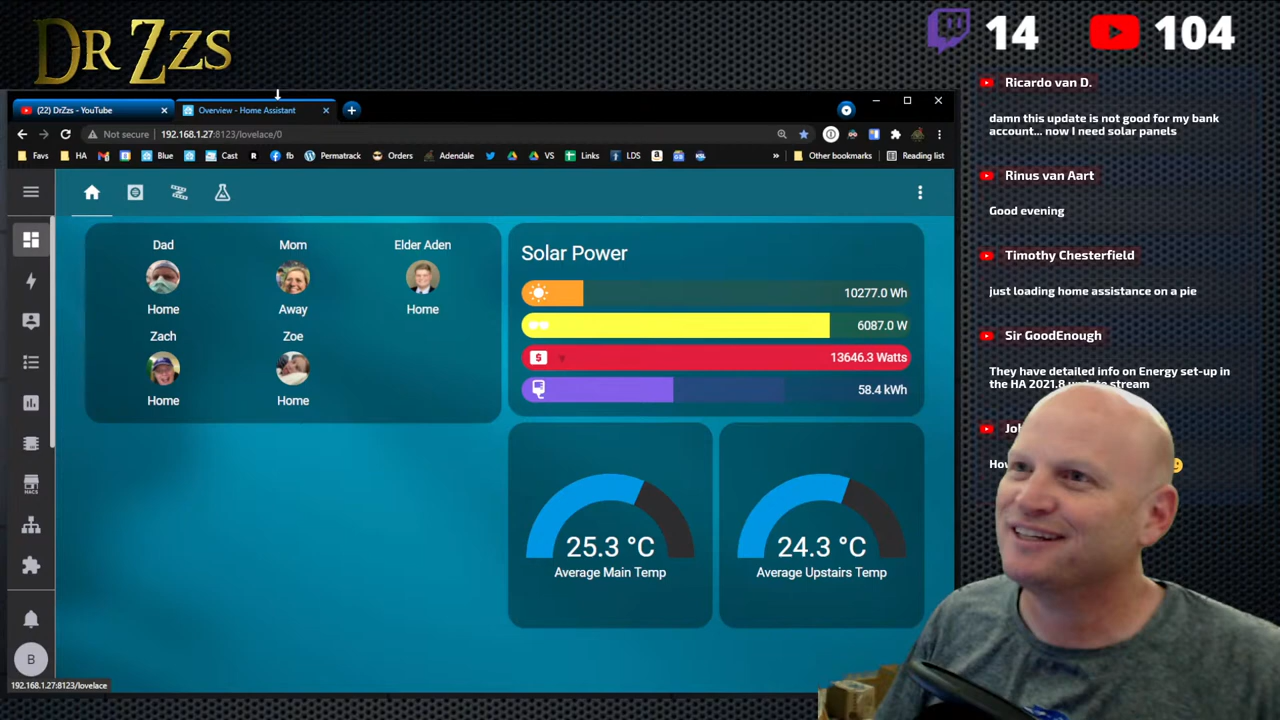 DR ZZS
14
104
(22) DrZzs - YouTube
Overview - Home Assistant
Not secure
192.168.1.27:8123/lovelace/0
Favs
HA
Blue
Cast
fb
Permatrack
Orders
Adendale
VS
Links
LDS
Other bookmarks
Reading list
Dad
Mom
Elder Aden
Home
Away
Home
Zach
Zoe
Home
Home
Solar Power
10277.0 Wh
6087.0 W
13646.3 Watts
58.4 kWh
25.3 °C
Average Main Temp
24.3 °C
Average Upstairs Temp
HACS
B
192.168.1.27:8123/lovelace
Ricardo van D.
damn this update is not good for my bank
account... now I need solar panels
Rinus van Aart
Good evening
Timothy Chesterfield
just loading home assistance on a pie
Sir GoodEnough
They have detailed info on Energy set-up in
the HA 2021.8 update stream